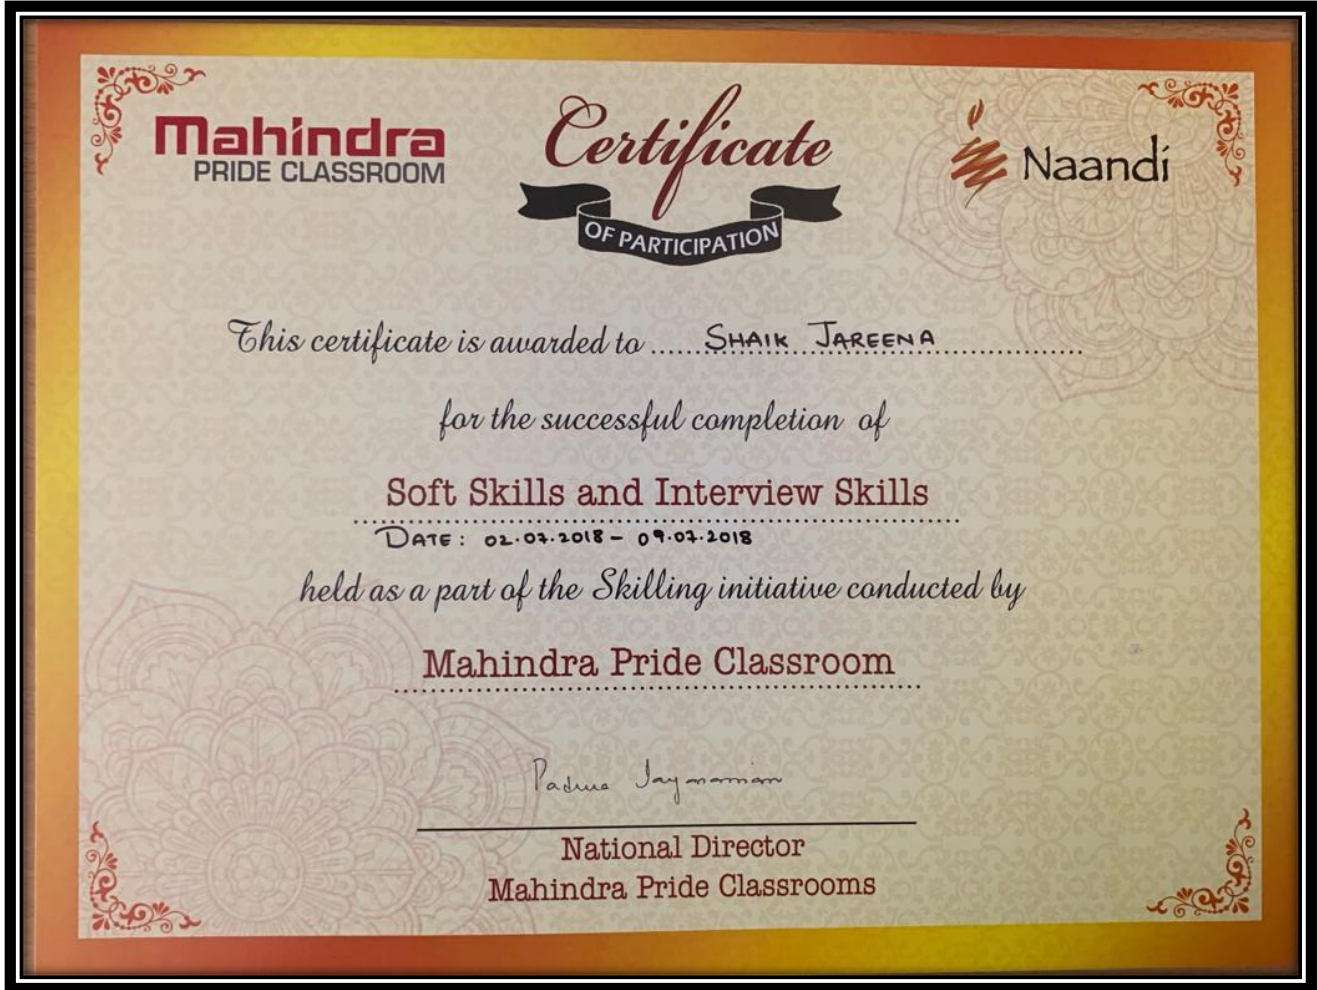 Mahindra
PRIDE CLASSROOM
Certificate
OF PARTICIPATION
Naandi
This certificate is awarded to ..... SHAIK JAREENA .....
for the successful completion of
Soft Skills and Interview Skills
DATE: 02.07.2018 - 09.07.2018
held as a part of the Skilling initiative conducted by
Mahindra Pride Classroom
Padma
National Director
Mahindra Pride Classrooms